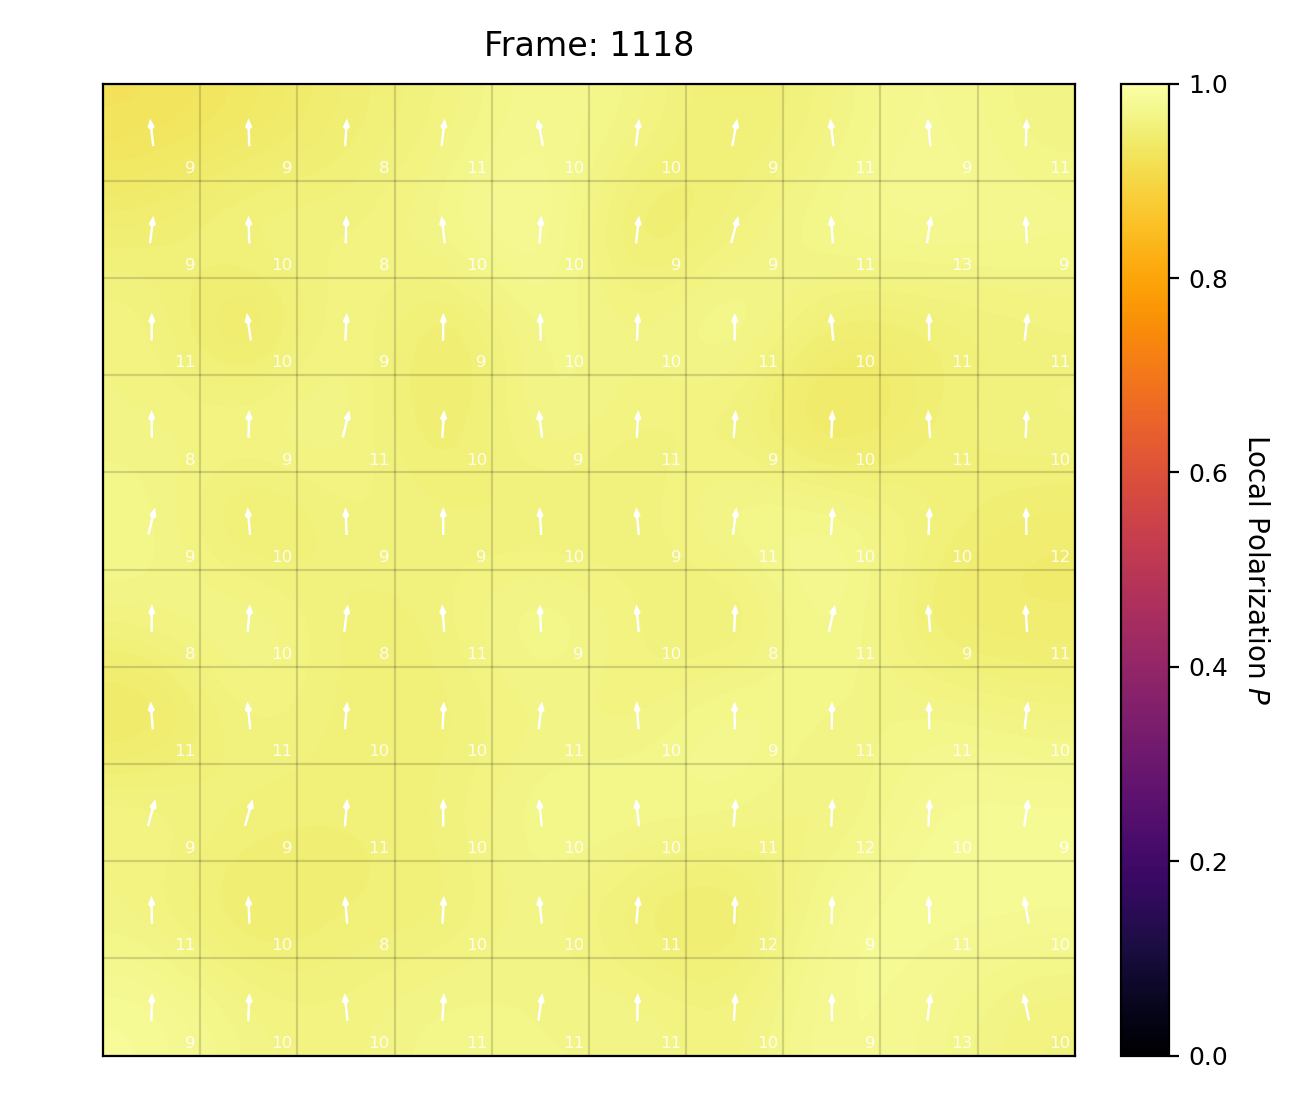 Frame: 1118
9 9 8 11 10 10 9 11 9 11
9 10 8 10 10 9 9 11 13 9
11 10 9 9 10 10 11 10 11 11
8 9 11 10 9 11 9 10 11 10
9 10 9 9 10 9 11 10 10 12
8 10 8 11 9 10 8 11 9 11
11 11 10 10 11 10 9 11 11 10
9 9 11 10 10 10 11 12 10 9
11 10 8 10 10 11 12 9 11 10
9 10 10 11 11 11 10 9 13 10
1.0
0.8
0.6
0.4
0.2
0.0
Local Polarization P